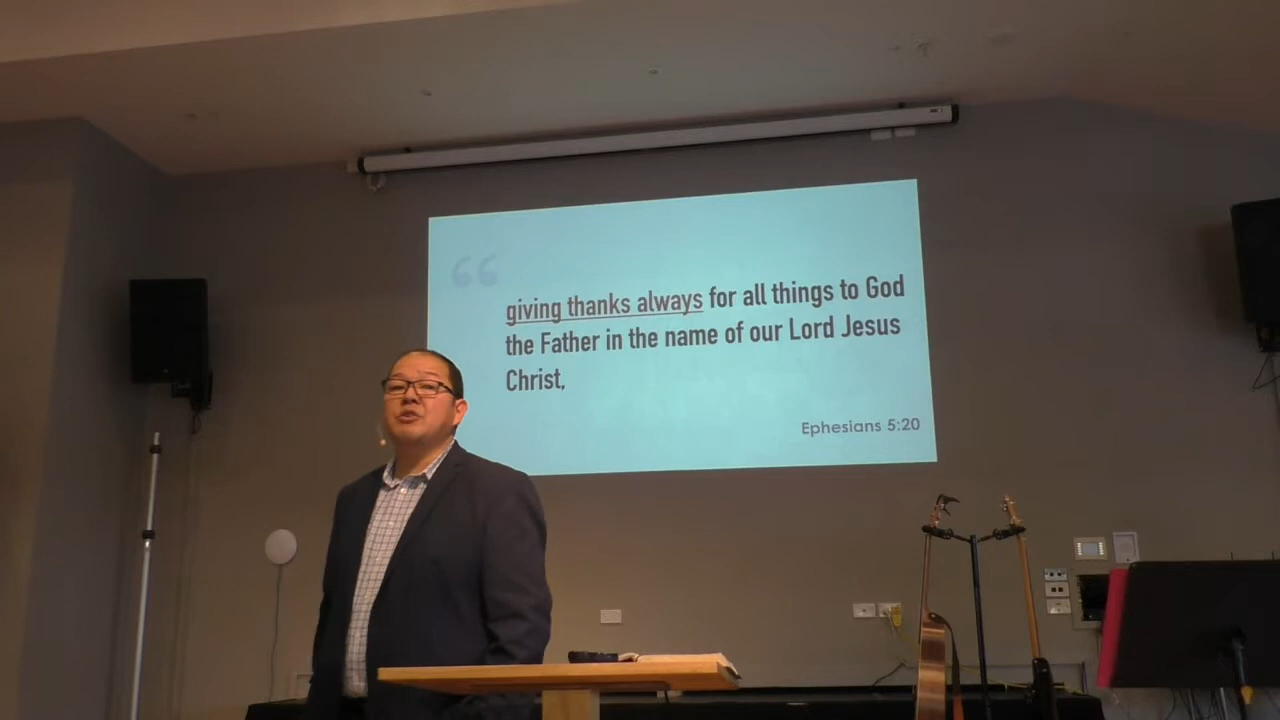 “
giving thanks always for all things to God
the Father in the name of our Lord Jesus
Christ,
Ephesians 5:20